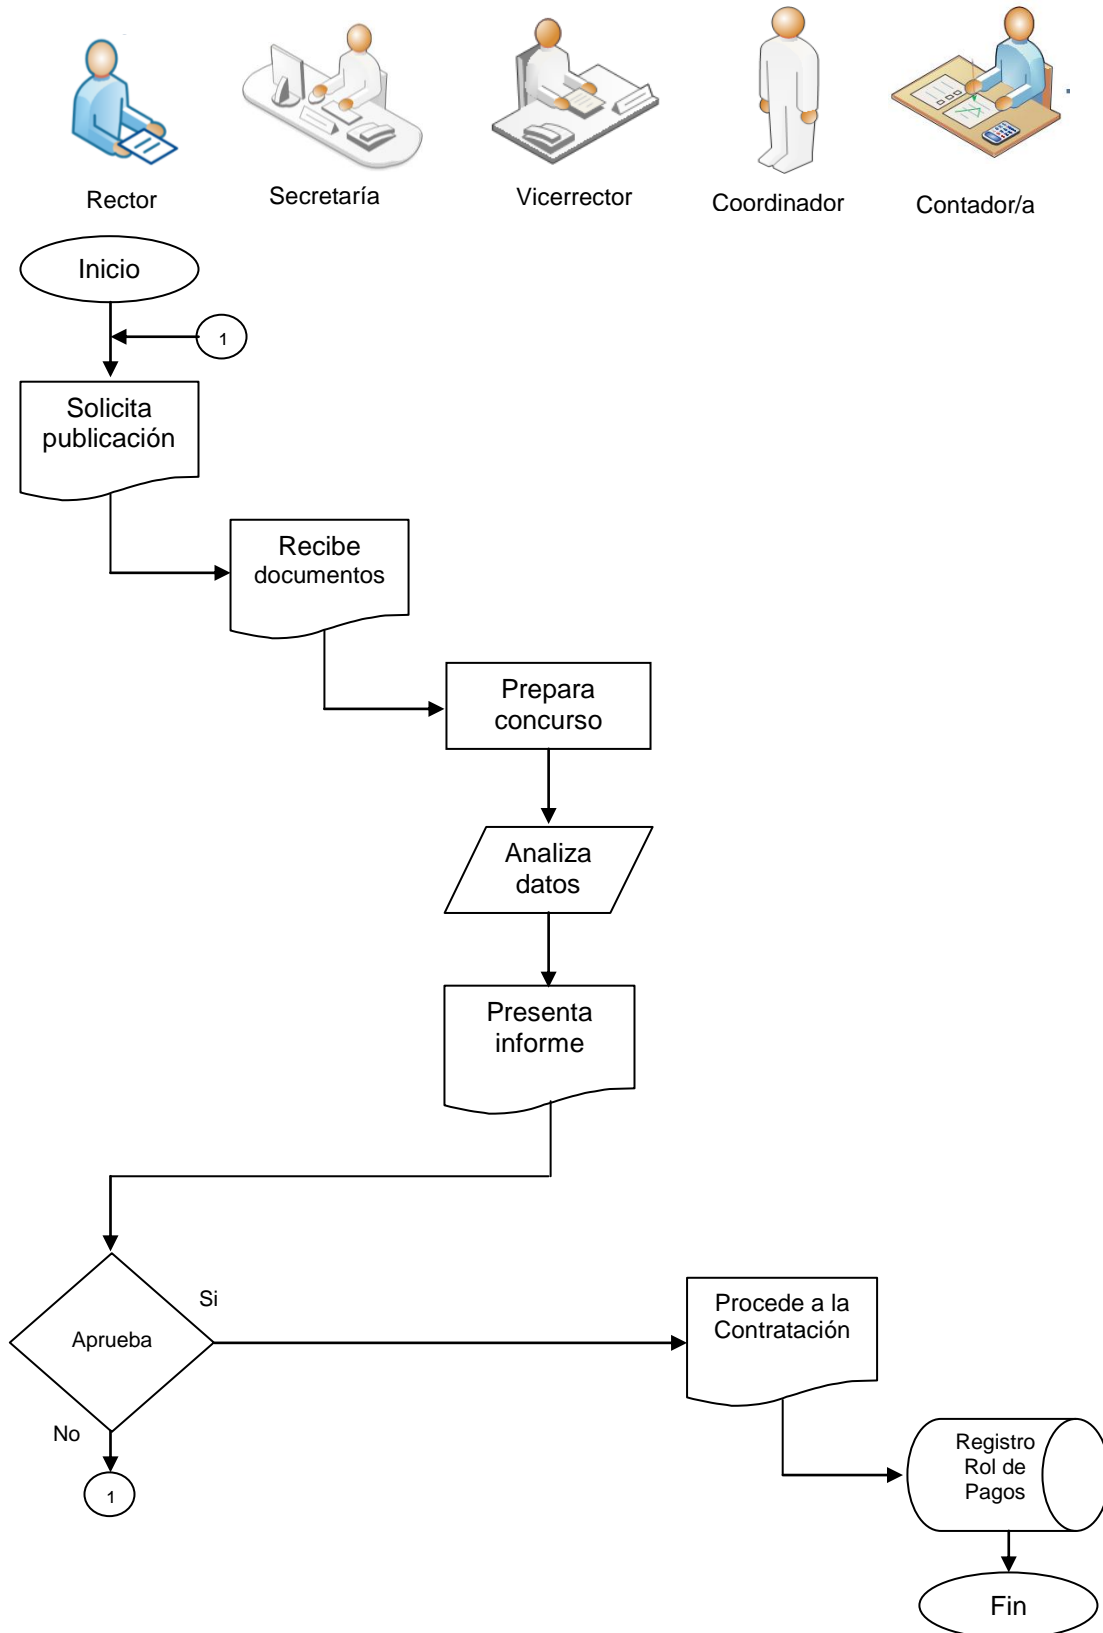 Rector
Secretaría
Vicerrector
Coordinador
Contador/a
Inicio
1
Solicita
publicación
Recibe
documentos
Prepara
concurso
Analiza
datos
Presenta
informe
Aprueba
Si
No
1
Procede a la
Contratación
Registro
Rol de
Pagos
Fin